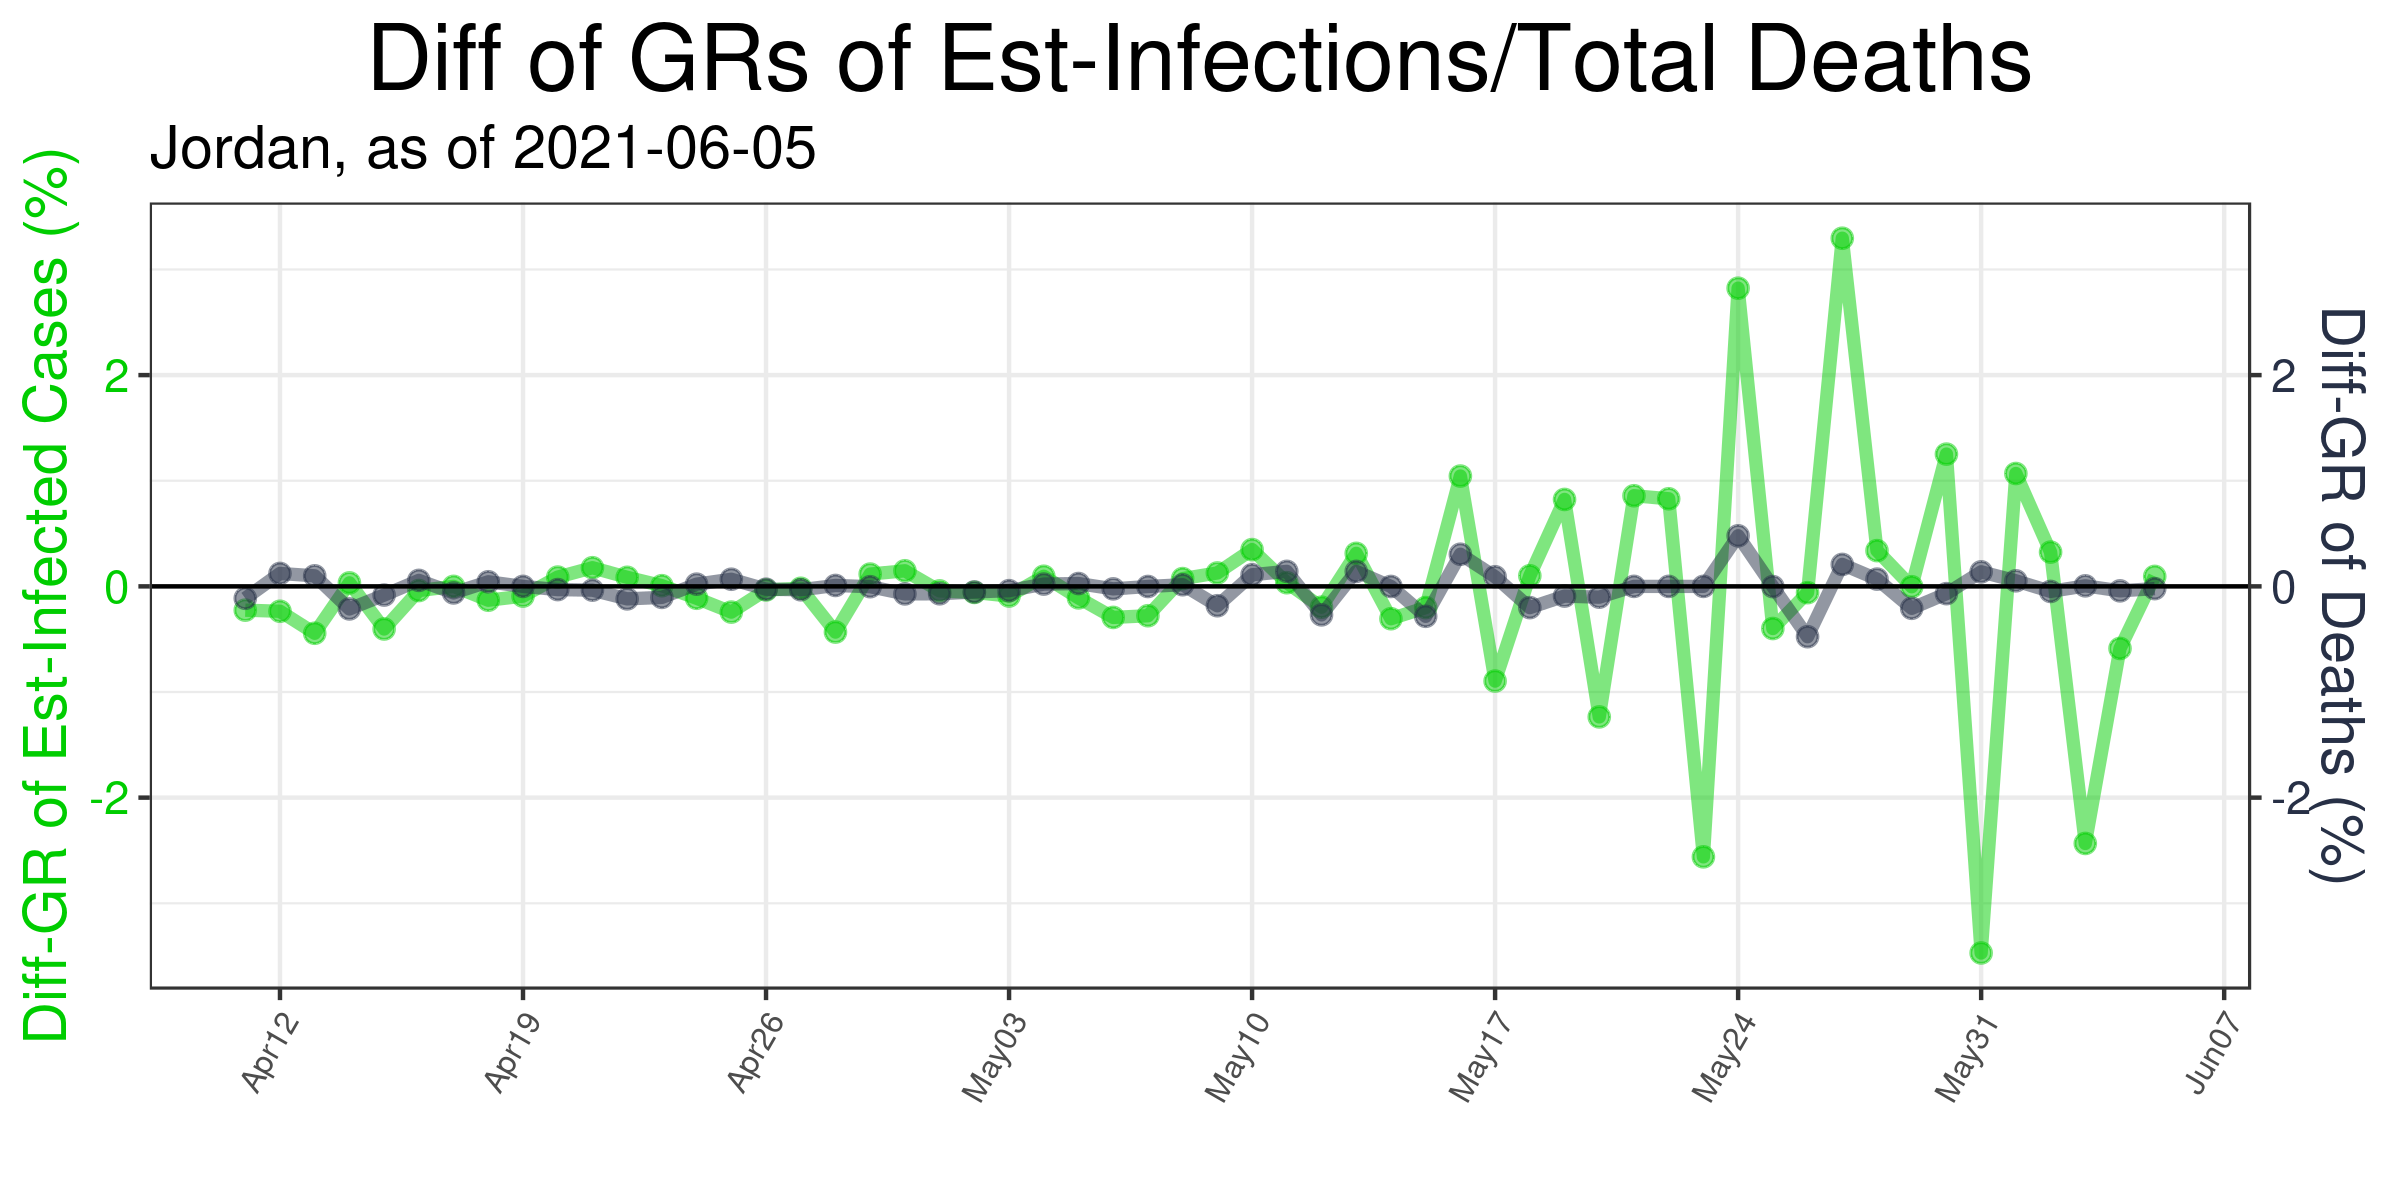 Diff of GRs of Est-Infections/Total Deaths
Jordan, as of 2021-06-05
Diff-GR of Est-Infected Cases (%)
2
0
-2
2
0
-2
Diff-GR of Deaths (%)
Apr12
Apr19
Apr26
May03
May10
May17
May24
May31
Jun07